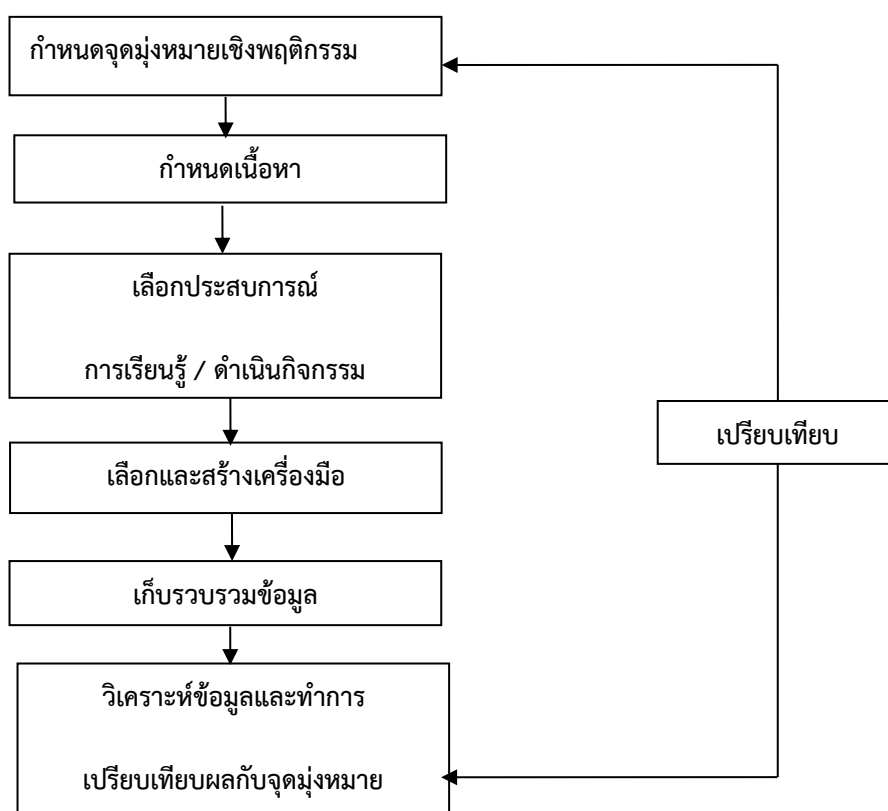 กำหนดจุดมุ่งหมายเชิงพฤติกรรม
กำหนดเนื้อหา
เลือกประสบการณ์
การเรียนรู้ / ดำเนินกิจกรรม
เลือกและสร้างเครื่องมือ
เก็บรวบรวมข้อมูล
วิเคราะห์ข้อมูลและทำการ
เปรียบเทียบผลกับจุดมุ่งหมาย
เปรียบเทียบ